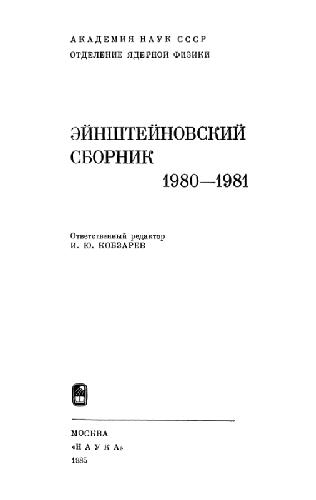 АКАДЕМИЯ НАУК СССР
ОТДЕЛЕНИЕ ЯДЕРНОЙ ФИЗИКИ
ЭЙНШТЕЙНОВСКИЙ
СБОРНИК
1980—1981
Ответственный редактор
И. Ю. КОБЗАРЕВ
МОСКВА
«НАУКА»
1985